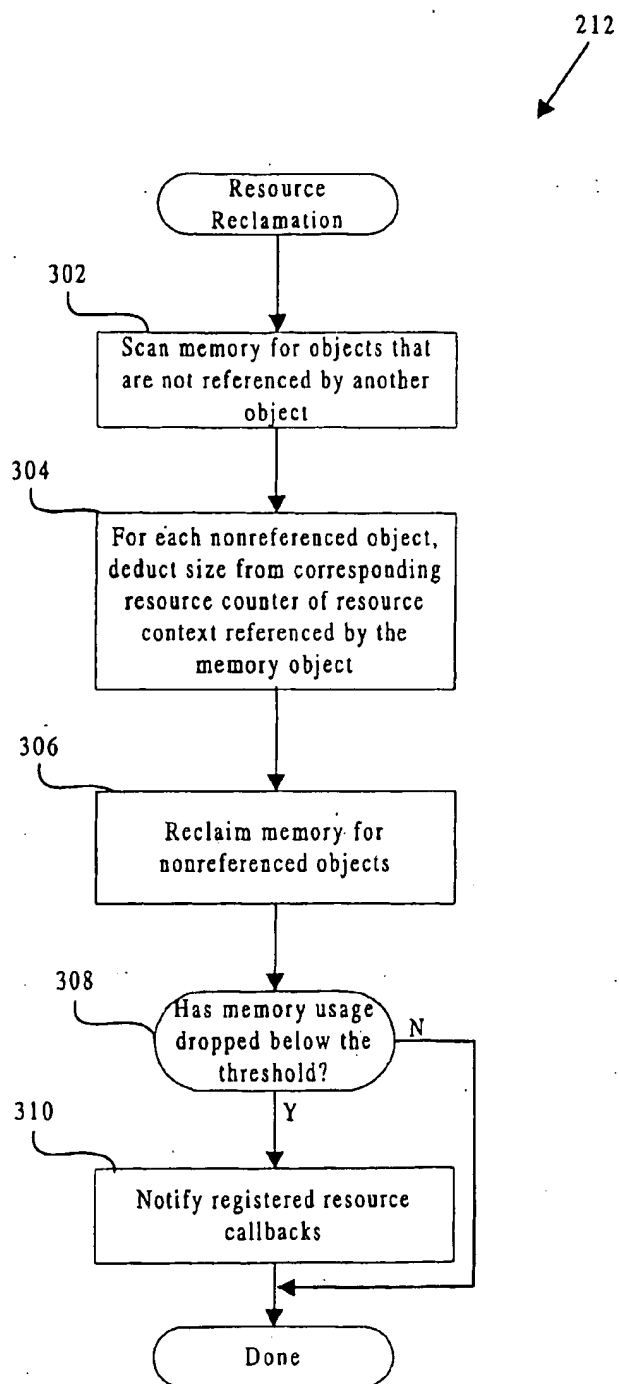 212
Resource
Reclamation
302
Scan memory for objects that
are not referenced by another
object
304
For each nonreferenced object,
deduct size from corresponding
resource counter of resource
context referenced by the
memory object
306
Reclaim memory for
nonreferenced objects
308
Has memory usage
dropped below the
threshold?
N
Y
310
Notify registered resource
callbacks
Done